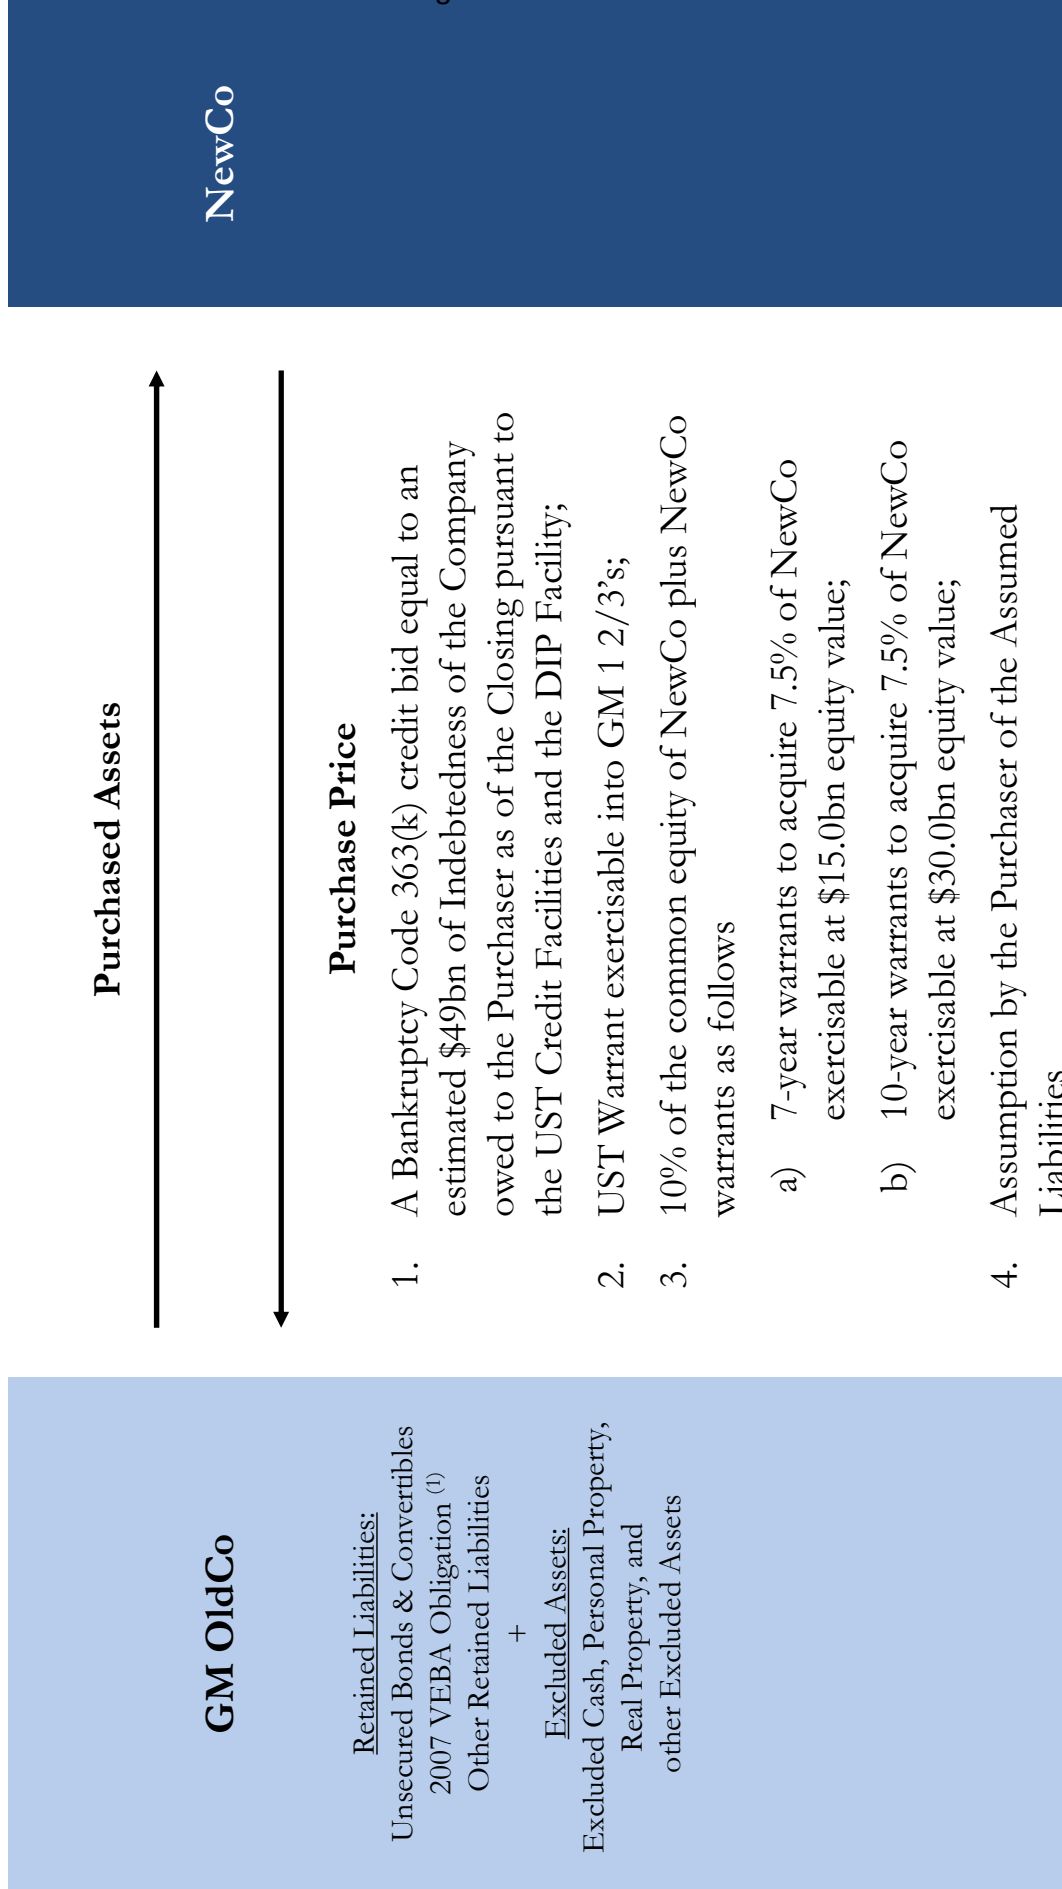 Purchased Assets
GM OldCo
NewCo
Purchase Price
Retained Liabilities:
Unsecured Bonds & Convertibles
2007 VEBA Obligation (1)
Other Retained Liabilities
+
Excluded Assets:
Excluded Cash, Personal Property,
Real Property, and
other Excluded Assets
1. A Bankruptcy Code 363(k) credit bid equal to an
estimated $49bn of Indebtedness of the Company
owed to the Purchaser as of the Closing pursuant to
the UST Credit Facilities and the DIP Facility;
2. UST Warrant exercisable into GM 1 2/3's;
3. 10% of the common equity of NewCo plus NewCo
warrants as follows
a) 7-year warrants to acquire 7.5% of NewCo
exercisable at $15.0bn equity value;
b) 10-year warrants to acquire 7.5% of NewCo
exercisable at $30.0bn equity value;
4. Assumption by the Purchaser of the Assumed
Liabilities